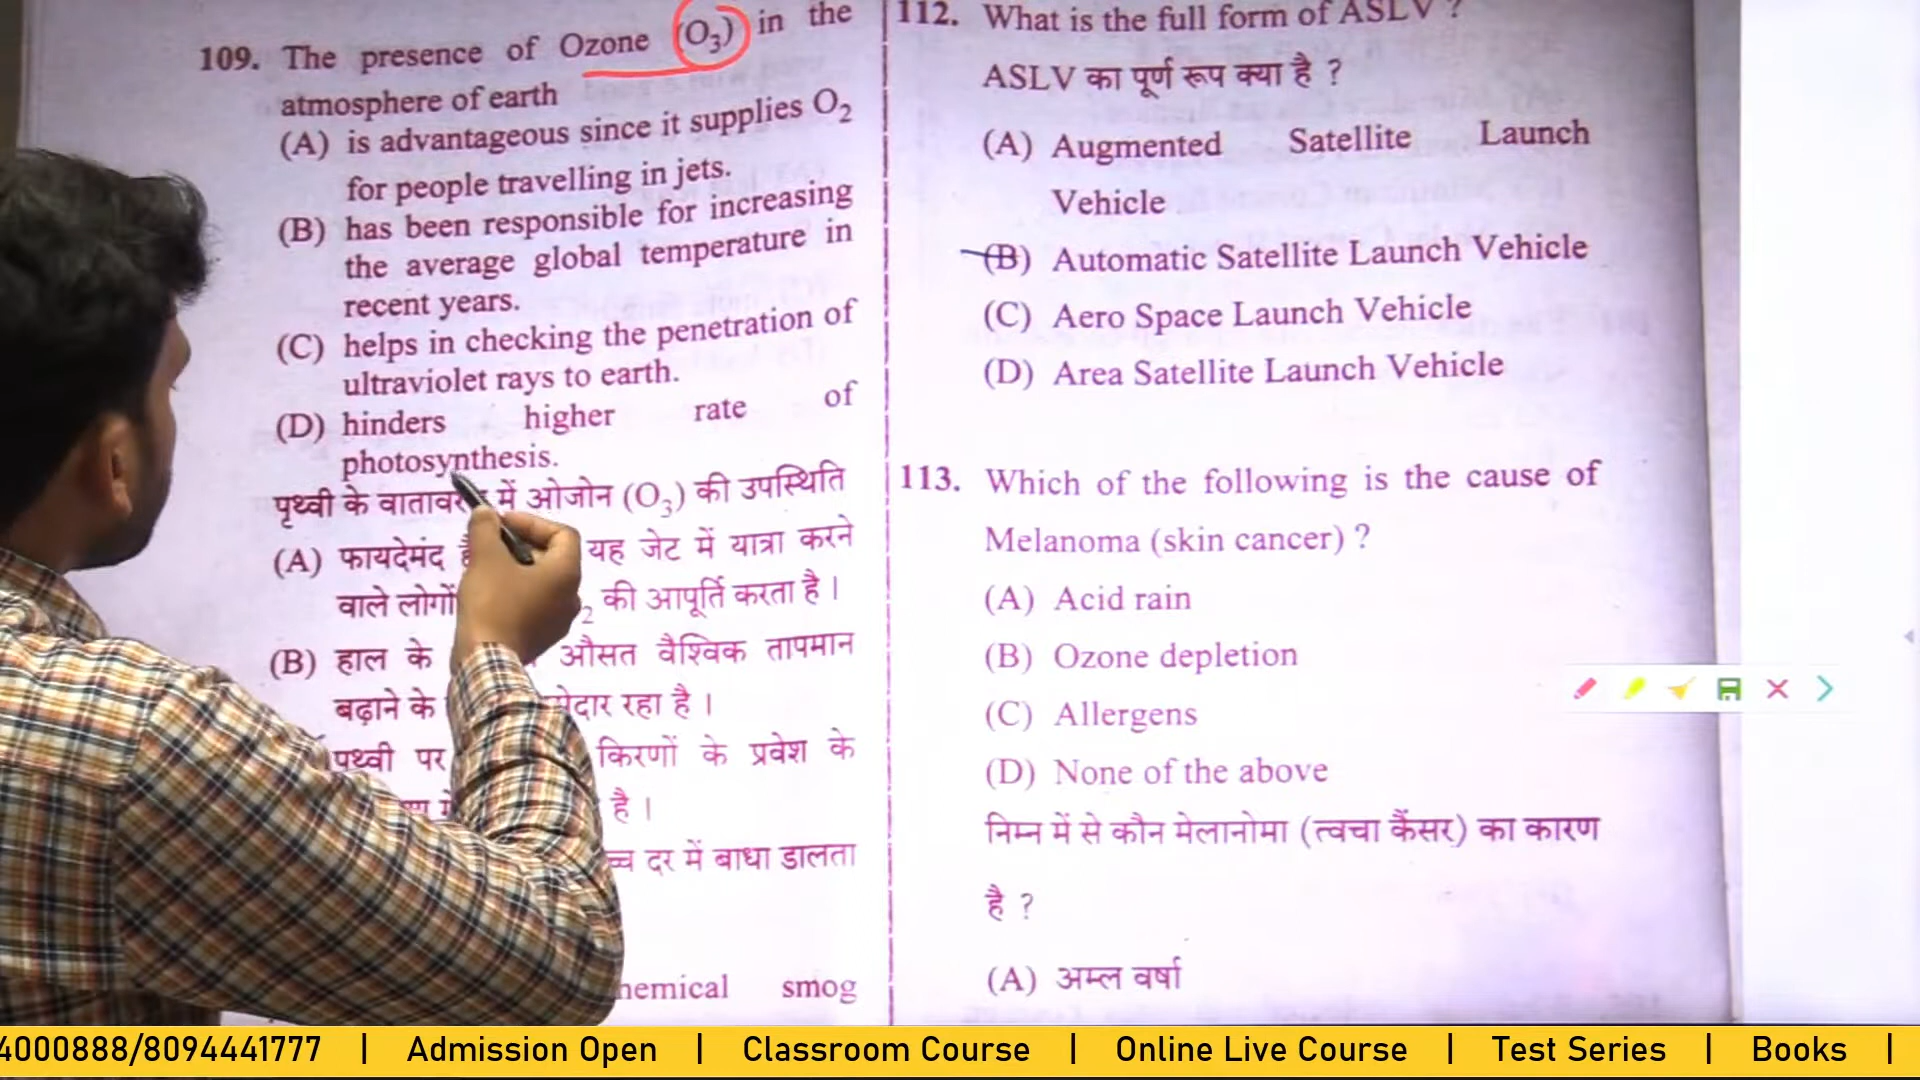 109. The presence of Ozone (O₃) in the
atmosphere of earth
(A) is advantageous since it supplies O₂
for people travelling in jets.
(B) has been responsible for increasing
the average global temperature in
recent years.
(C) helps in checking the penetration of
ultraviolet rays to earth.
(D) hinders higher rate of
photosynthesis.
पृथ्वी के में ओजोन (O₃) की उपस्थिति
(A) फायदेमंद यह जेट में यात्रा करने
वाले लोगों ₂ की आपूर्ति करता है ।
(B) हाल के औसत वैश्विक तापमान
बढ़ाने के रहा है ।
पृथ्वी पर किरणों के प्रवेश के
है ।
दर में बाधा डालता
smog
112. What is the full form of ASLV ?
ASLV का पूर्ण रूप क्या है ?
(A) Augmented Satellite Launch
Vehicle
(B) Automatic Satellite Launch Vehicle
(C) Aero Space Launch Vehicle
(D) Area Satellite Launch Vehicle
113. Which of the following is the cause of
Melanoma (skin cancer) ?
(A) Acid rain
(B) Ozone depletion
(C) Allergens
(D) None of the above
निम्न में से कौन मेलानोमा (त्वचा कैंसर) का कारण
है ?
(A) अम्ल वर्षा
4000888/8094441777 | Admission Open | Classroom Course | Online Live Course | Test Series | Books |